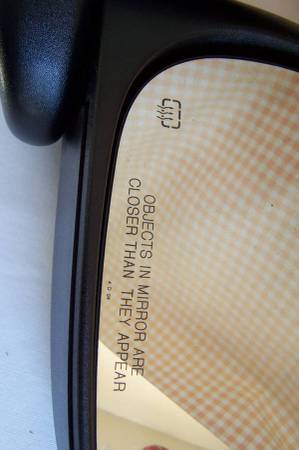 OBJECTS IN MIRROR ARE
CLOSER THAN THEY APPEAR